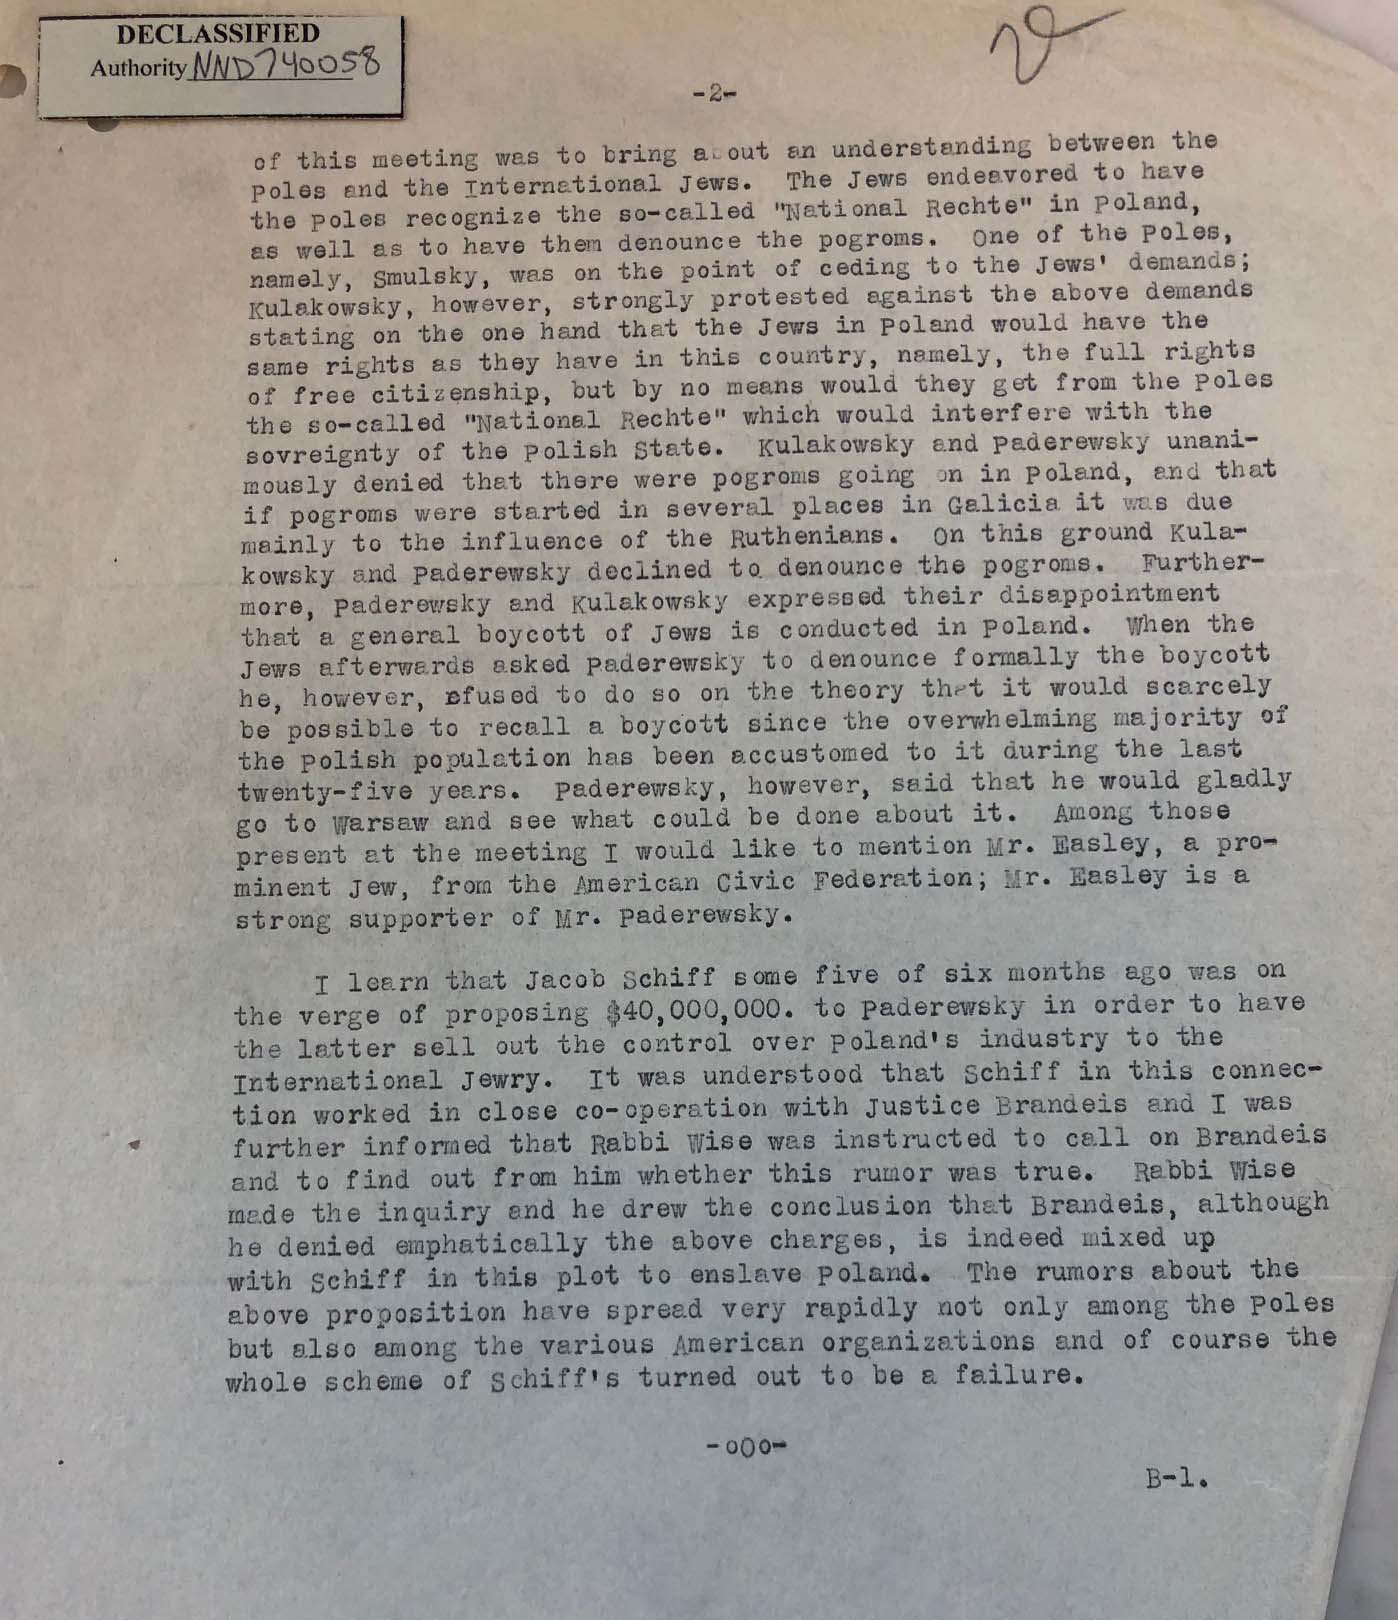 DECLASSIFIED
Authority NND740058
-2-
of this meeting was to bring about an understanding between the
Poles and the International Jews. The Jews endeavored to have
the Poles recognize the so-called "National Rechte" in Poland,
as well as to have them denounce the pogroms. One of the Poles,
namely, Smulsky, was on the point of ceding to the Jews' demands;
Kulakowsky, however, strongly protested against the above demands
stating on the one hand that the Jews in Poland would have the
same rights as they have in this country, namely, the full rights
of free citizenship, but by no means would they get from the Poles
the so-called "National Rechte" which would interfere with the
sovreignty of the Polish State. Kulakowsky and Paderewsky unani-
mously denied that there were pogroms going on in Poland, and that
if pogroms were started in several places in Galicia it was due
mainly to the influence of the Ruthenians. On this ground Kula-
kowsky and Paderewsky declined to denounce the pogroms. Further-
more, Paderewsky and Kulakowsky expressed their disappointment
that a general boycott of Jews is conducted in Poland. When the
Jews afterwards asked Paderewsky to denounce formally the boycott
he, however, efused to do so on the theory that it would scarcely
be possible to recall a boycott since the overwhelming majority of
the Polish population has been accustomed to it during the last
twenty-five years. Paderewsky, however, said that he would gladly
go to Warsaw and see what could be done about it. Among those
present at the meeting I would like to mention Mr. Easley, a pro-
minent Jew, from the American Civic Federation; Mr. Easley is a
strong supporter of Mr. Paderewsky.
I learn that Jacob Schiff some five of six months ago was on
the verge of proposing $40,000,000. to Paderewsky in order to have
the latter sell out the control over Poland's industry to the
International Jewry. It was understood that Schiff in this connec-
tion worked in close co-operation with Justice Brandeis and I was
further informed that Rabbi Wise was instructed to call on Brandeis
and to find out from him whether this rumor was true. Rabbi Wise
made the inquiry and he drew the conclusion that Brandeis, although
he denied emphatically the above charges, is indeed mixed up
with Schiff in this plot to enslave Poland. The rumors about the
above proposition have spread very rapidly not only among the Poles
but also among the various American organizations and of course the
whole scheme of Schiff's turned out to be a failure.
-oOo-
B-1.